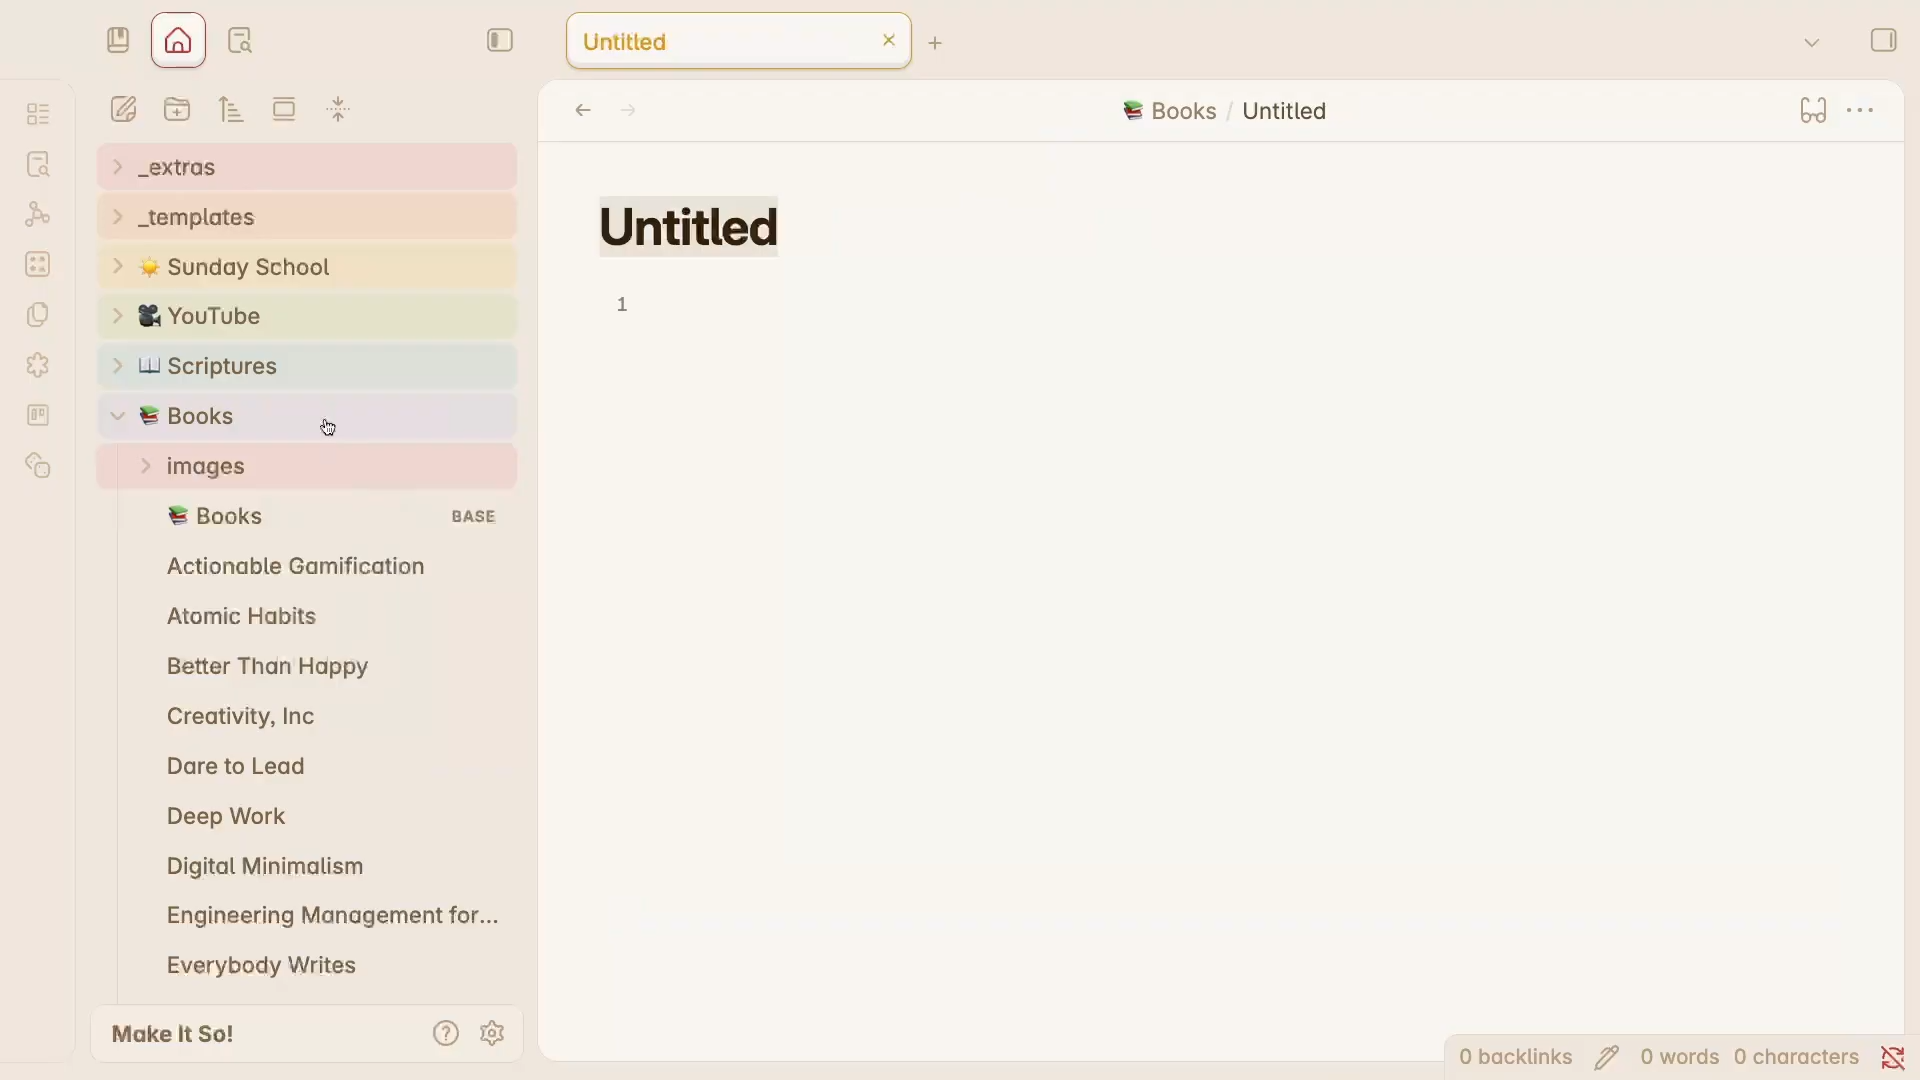 Untitled
📚 Books / Untitled
_extras
_templates
☀️ Sunday School
🎥 YouTube
📖 Scriptures
📚 Books
images
📚 Books BASE
Actionable Gamification
Atomic Habits
Better Than Happy
Creativity, Inc
Dare to Lead
Deep Work
Digital Minimalism
Engineering Management for...
Everybody Writes
Make It So!
Untitled
1
0 backlinks 0 words 0 characters